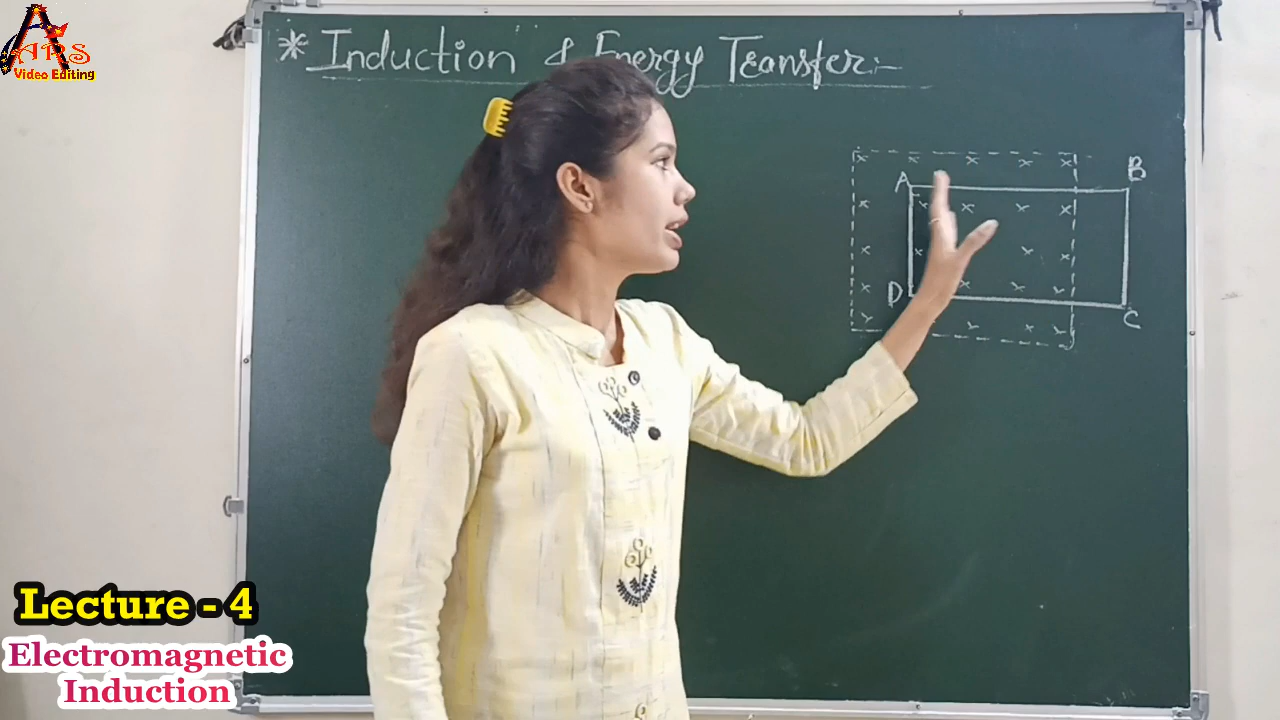 ARS
Video Editing
* Induction & Energy Transfer:-
x x x x x
A B
x x x x x
x x x x
x x x x
D C
x x x x
Lecture - 4
Electromagnetic
Induction